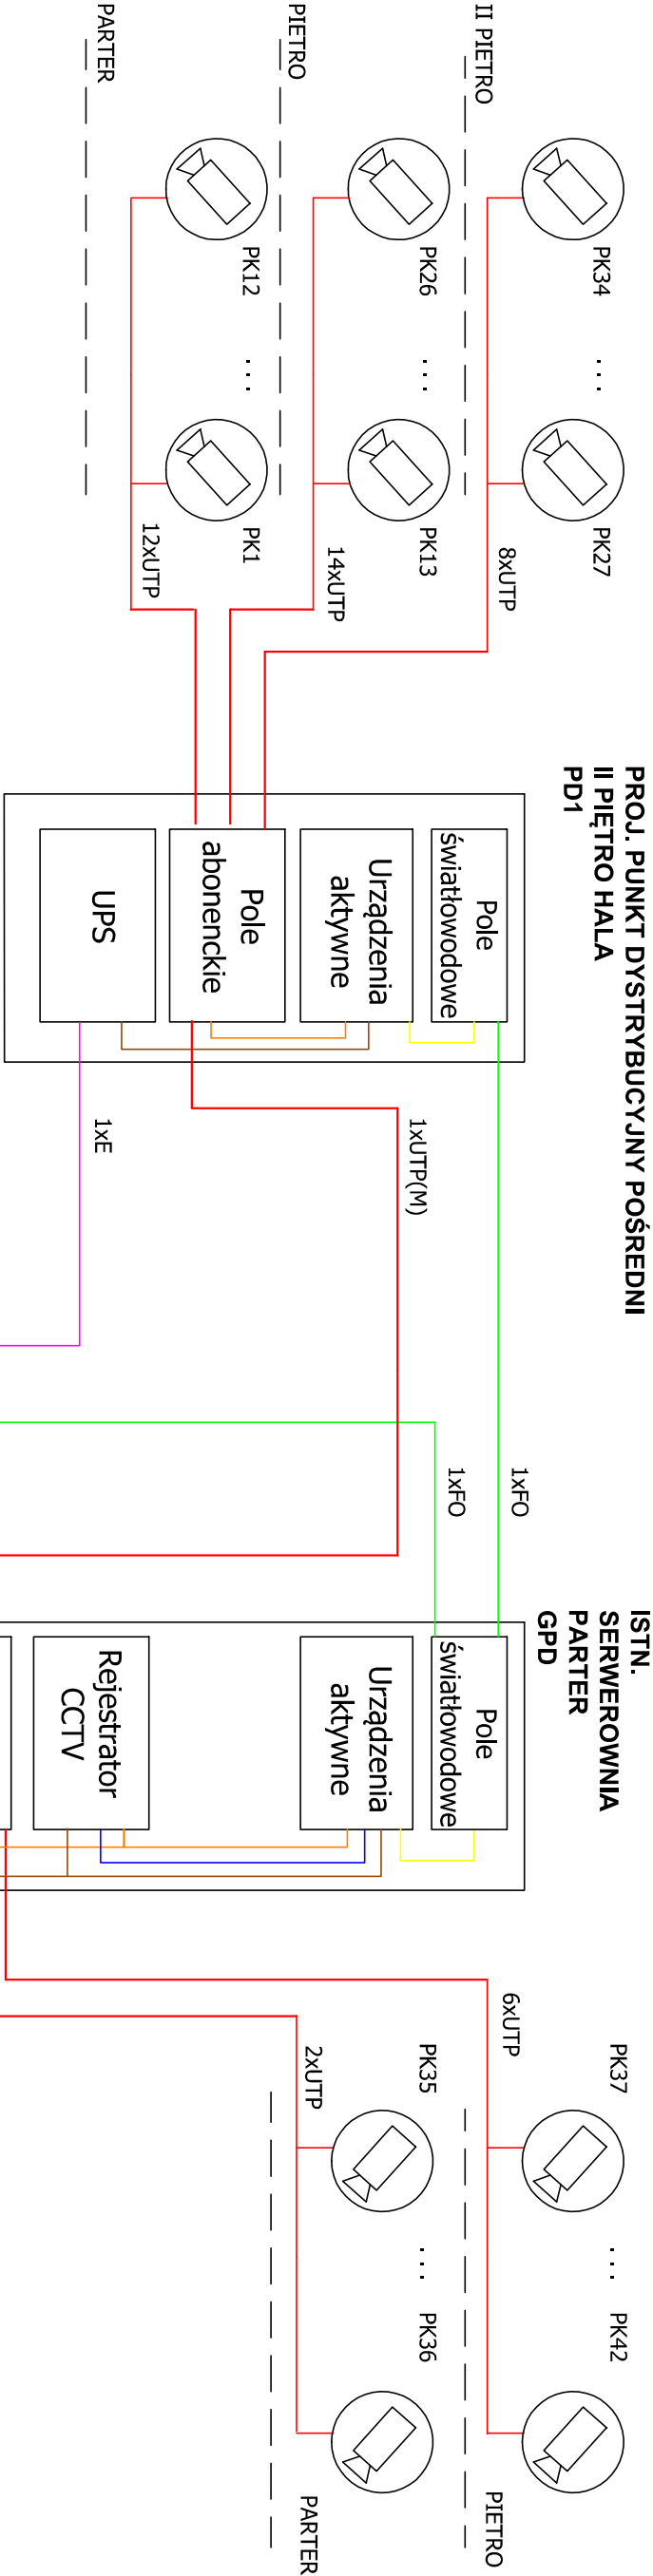 II PIETRO
PK34
...
PK27
8xUTP
PIETRO
PK26
...
PK13
14xUTP
PARTER
PK12
...
PK1
12xUTP
PROJ. PUNKT DYSTRYBUCYJNY POŚREDNI
II PIĘTRO HALA
PD1
Pole
światłowodowe
Urządzenia
aktywne
Pole
abonenckie
UPS
1xUTP(M)
1xE
1xFO
1xFO
ISTN.
SERWEROWNIA
PARTER
GPD
Pole
światłowodowe
Urządzenia
aktywne
Rejestrator
CCTV
6xUTP
PK37
...
PK42
PIETRO
2xUTP
PK35
...
PK36
PARTER